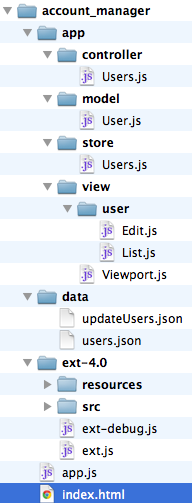 account_manager
app
controller
Users.js
model
User.js
store
Users.js
view
user
Edit.js
List.js
Viewport.js
data
updateUsers.json
users.json
ext-4.0
resources
src
ext-debug.js
ext.js
app.js
index.html